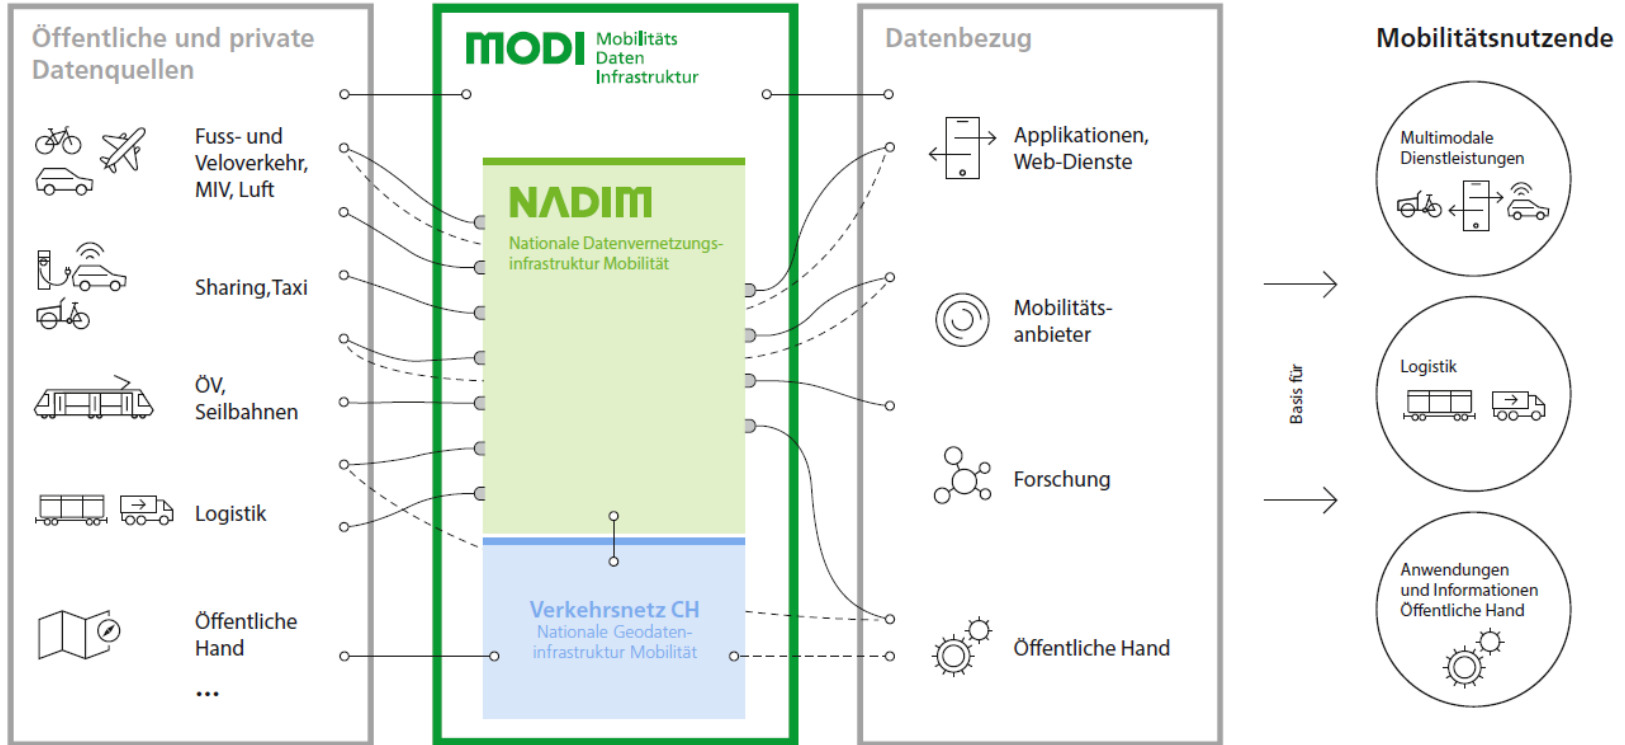 Öffentliche und private
Datenquellen
Fuss- und
Veloverkehr,
MIV, Luft
Sharing,Taxi
ÖV,
Seilbahnen
Logistik
Öffentliche
Hand
...
MODI
Mobilitäts
Daten
Infrastruktur
NADIM
Nationale Datenvernetzungs-
infrastruktur Mobilität
Verkehrsnetz CH
Nationale Geodaten-
infrastruktur Mobilität
Datenbezug
Applikationen,
Web-Dienste
Mobilitäts-
anbieter
Forschung
Öffentliche Hand
Basis für
Mobilitätsnutzende
Multimodale
Dienstleistungen
Logistik
Anwendungen
und Informationen
Öffentliche Hand